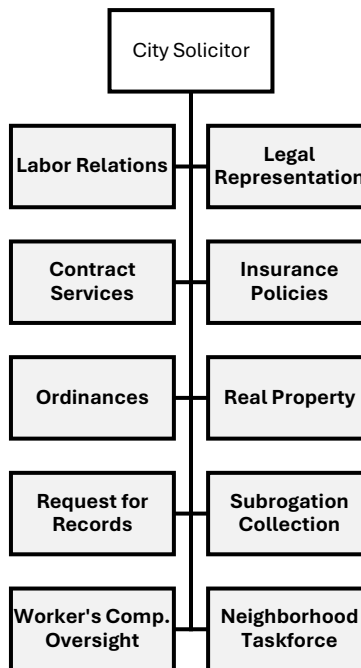 City Solicitor
Labor Relations
Legal
Representation
Contract
Services
Insurance
Policies
Ordinances
Real Property
Request for
Records
Subrogation
Collection
Worker's Comp.
Oversight
Neighborhood
Taskforce